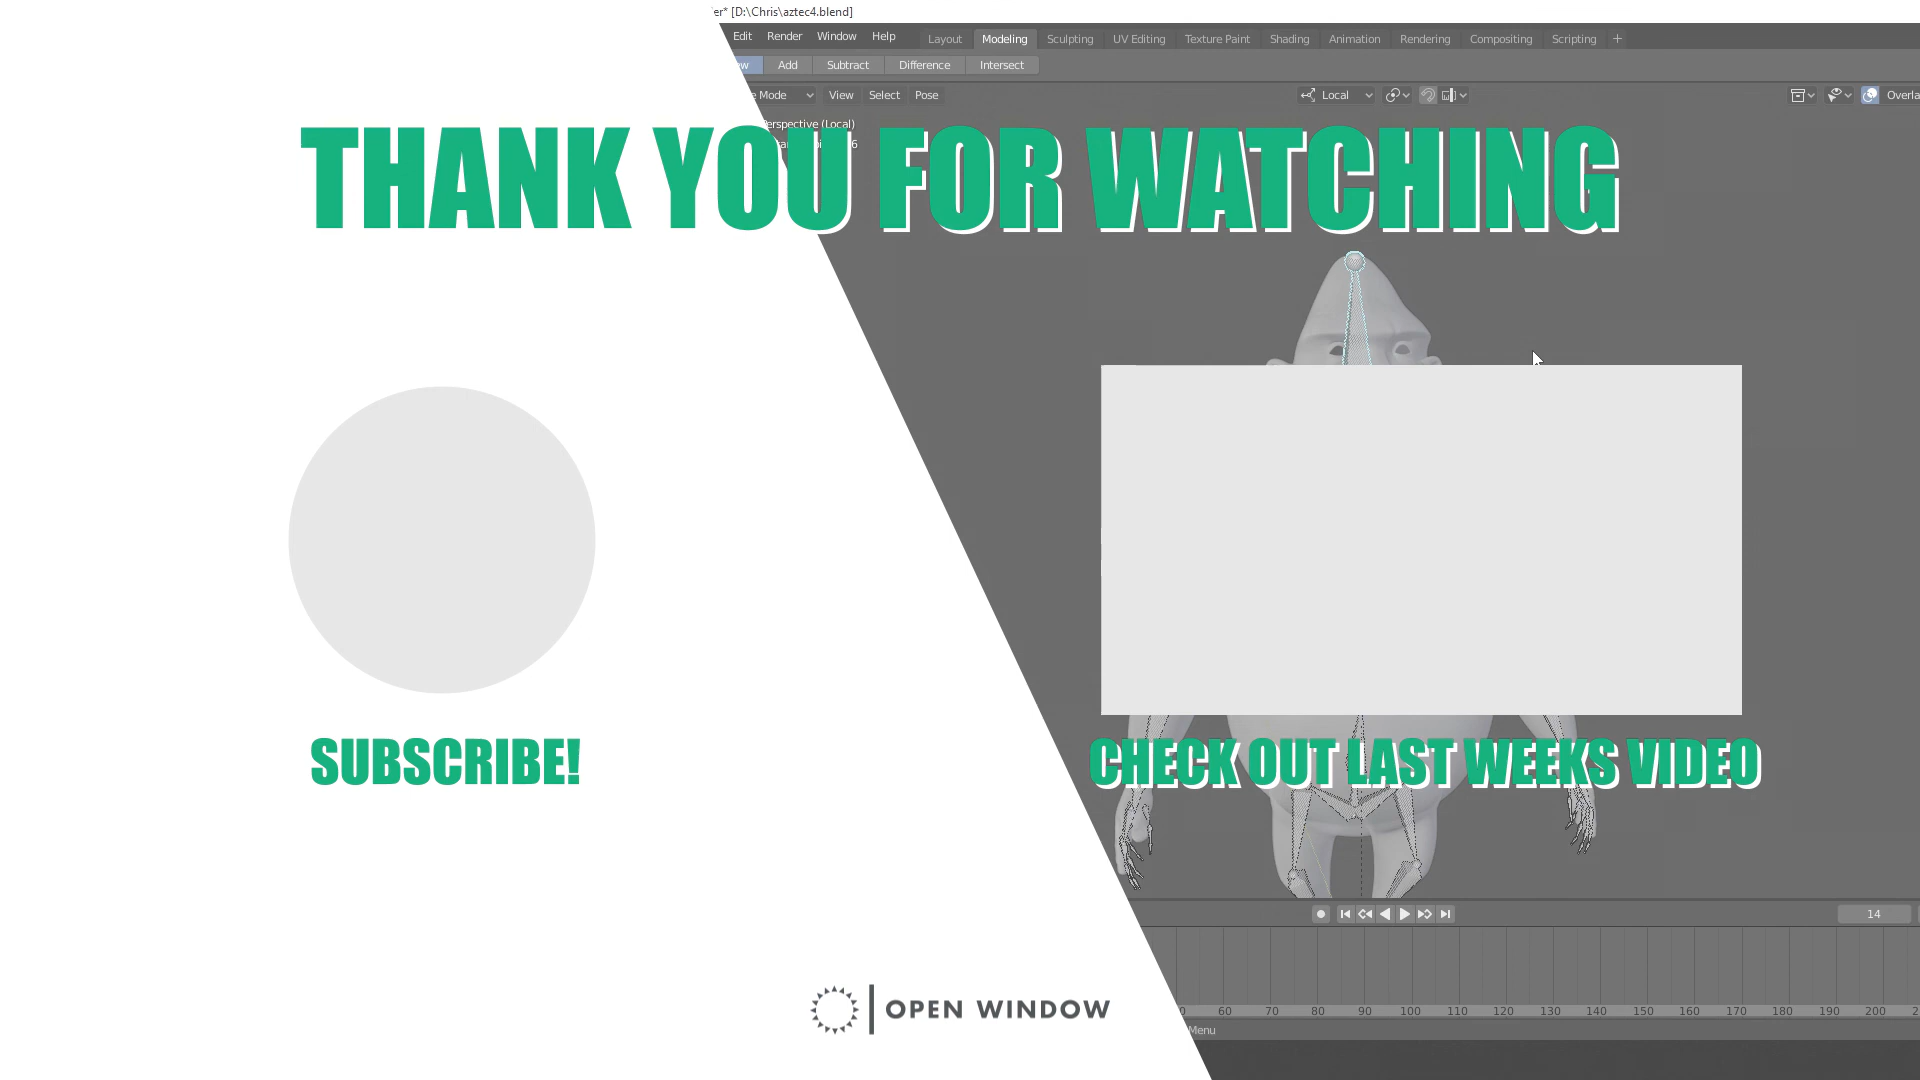 [D:\Chris\aztec4.blend]
Edit Render Window Help Layout Modeling Sculpting UV Editing Texture Paint Shading Animation Rendering Compositing Scripting +
Add Subtract Difference Intersect
Mode View Select Pose Local
(Local)
THANK YOU FOR WATCHING
SUBSCRIBE!
CHECK OUT LAST WEEKS VIDEO
14
OPEN WINDOW
60 70 80 90 100 110 120 130 140 150 160 170 180 190 200
Menu